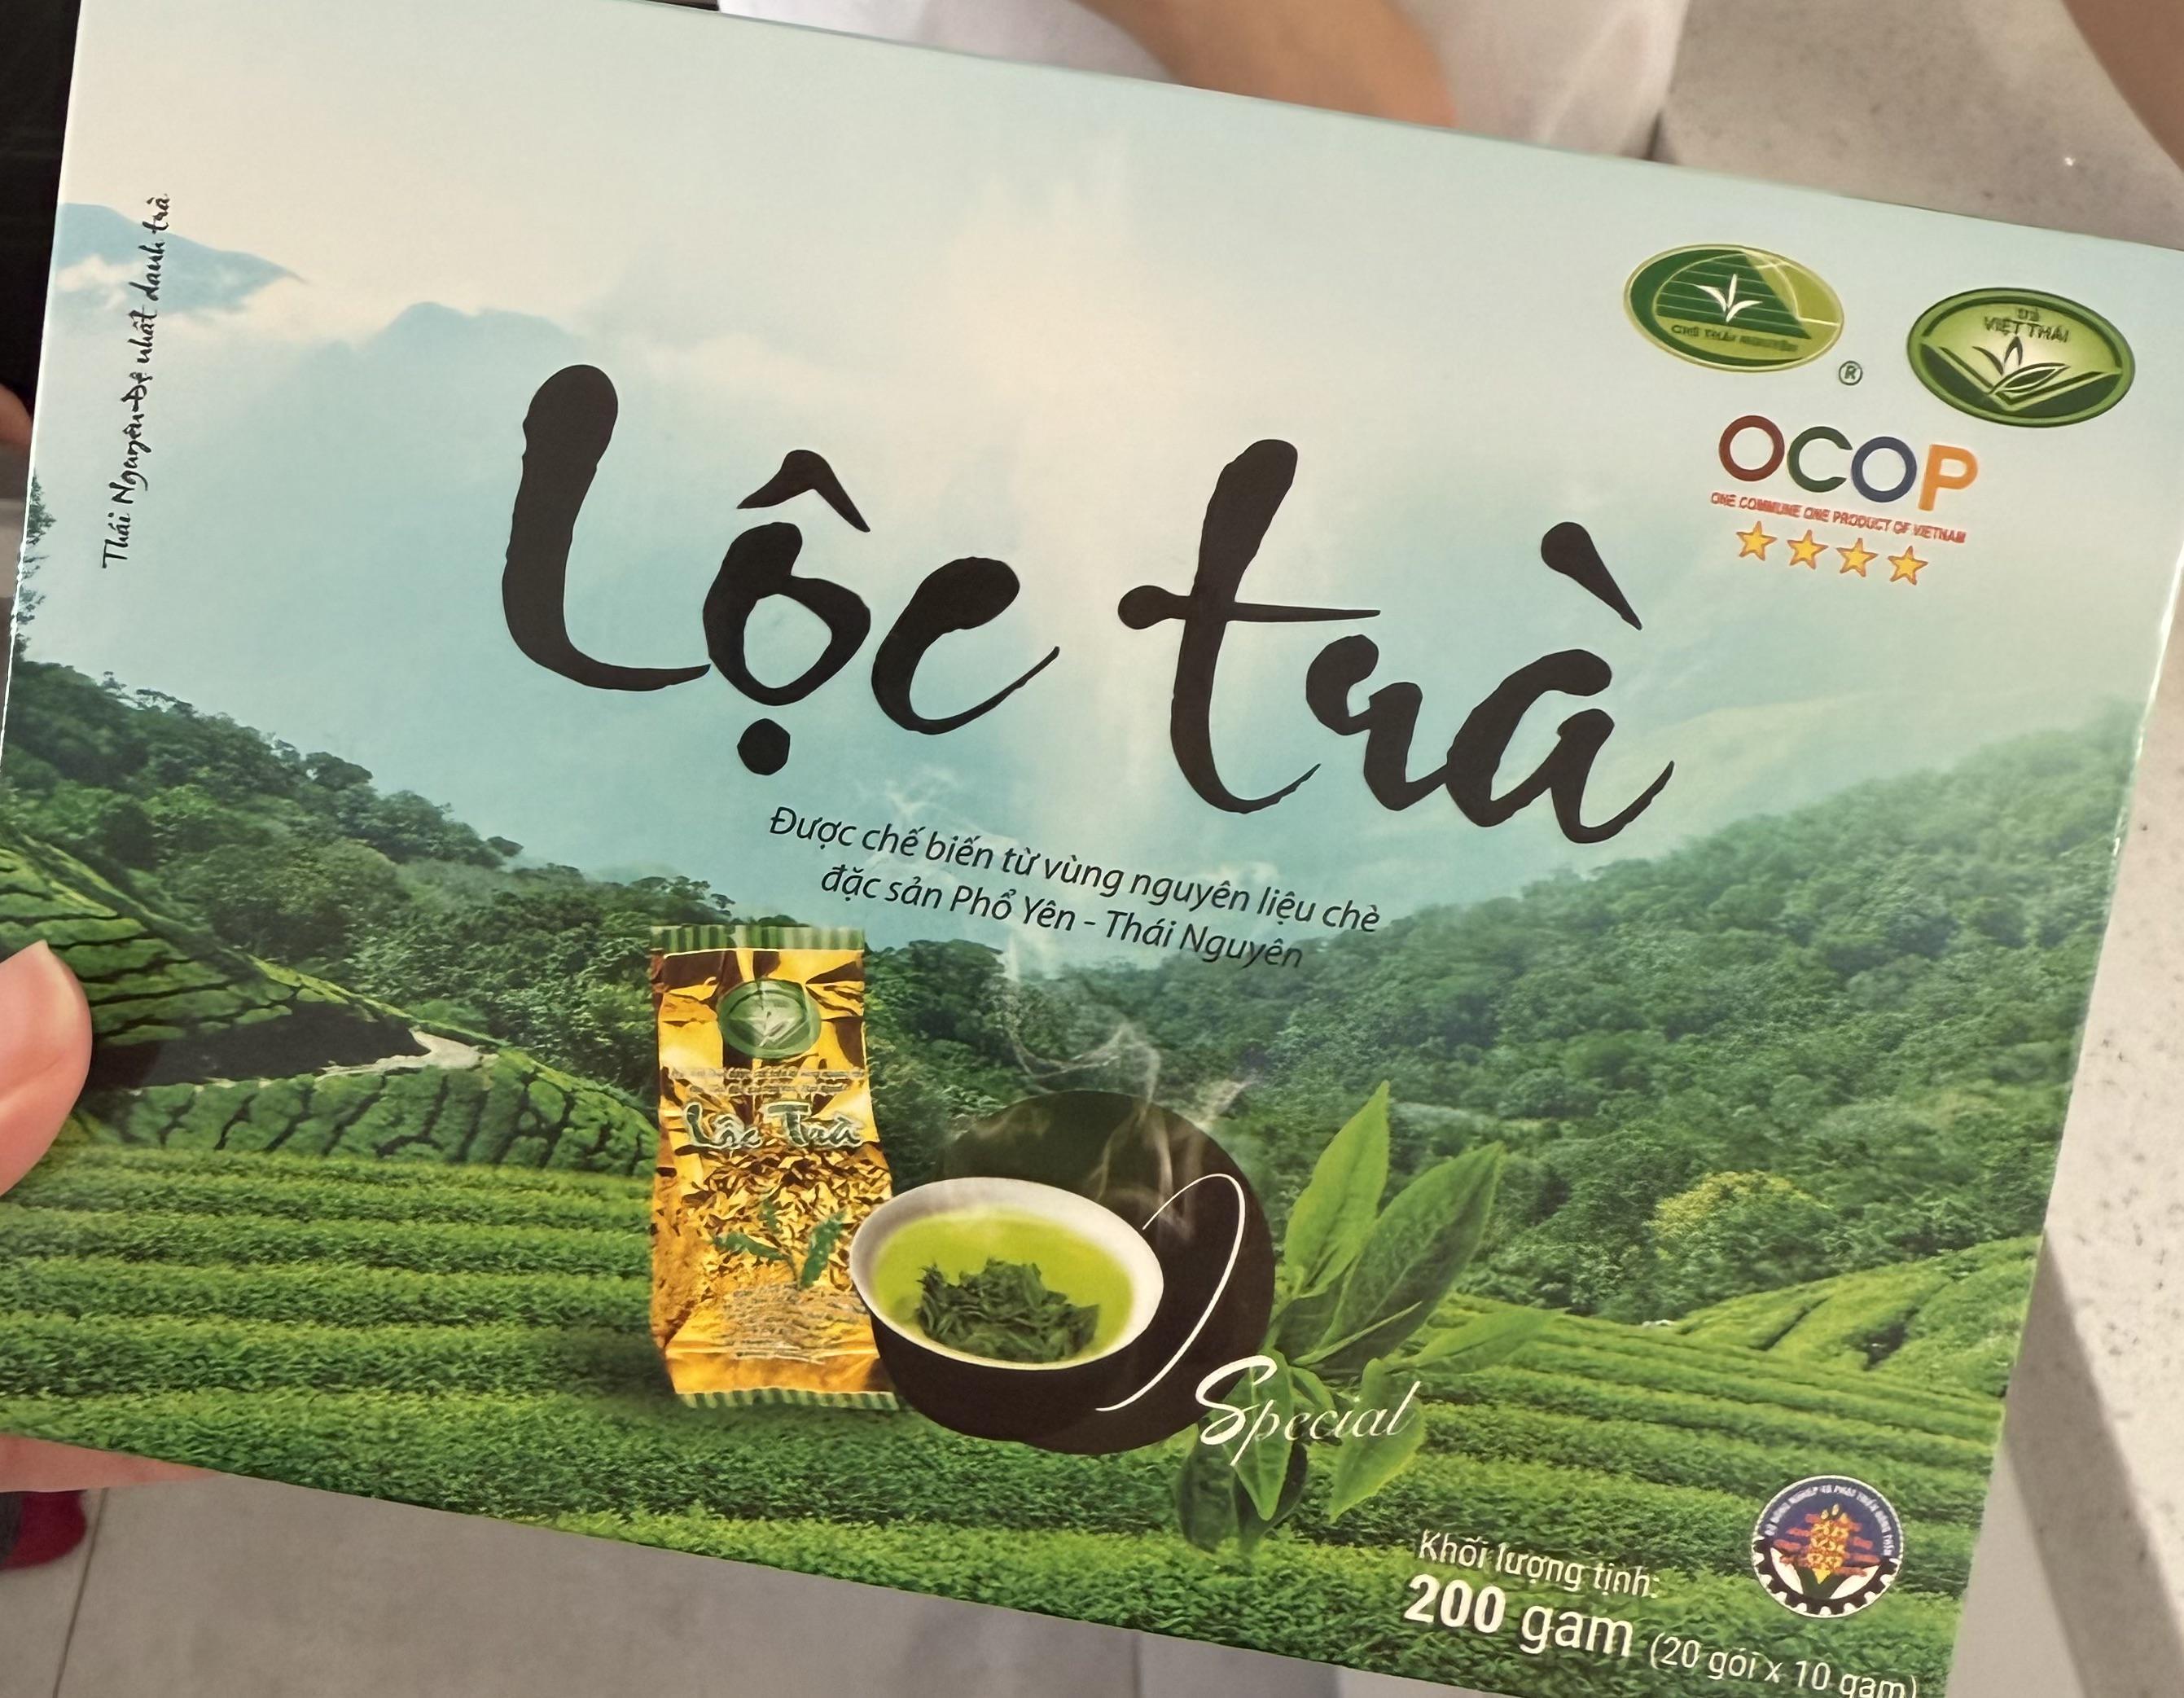 Thái Nguyên-Đệ nhất danh trà
CHÈ THÁI NGUYÊN
®
VIỆT THÁI
OCOP
ONE COMMUNE ONE PRODUCT OF VIETNAM
Lộc trà
Được chế biến từ vùng nguyên liệu chè
đặc sản Phổ Yên - Thái Nguyên
Lộc Trà
Special
Khối lượng tịnh:
200 gam (20 gói x 10 gam)